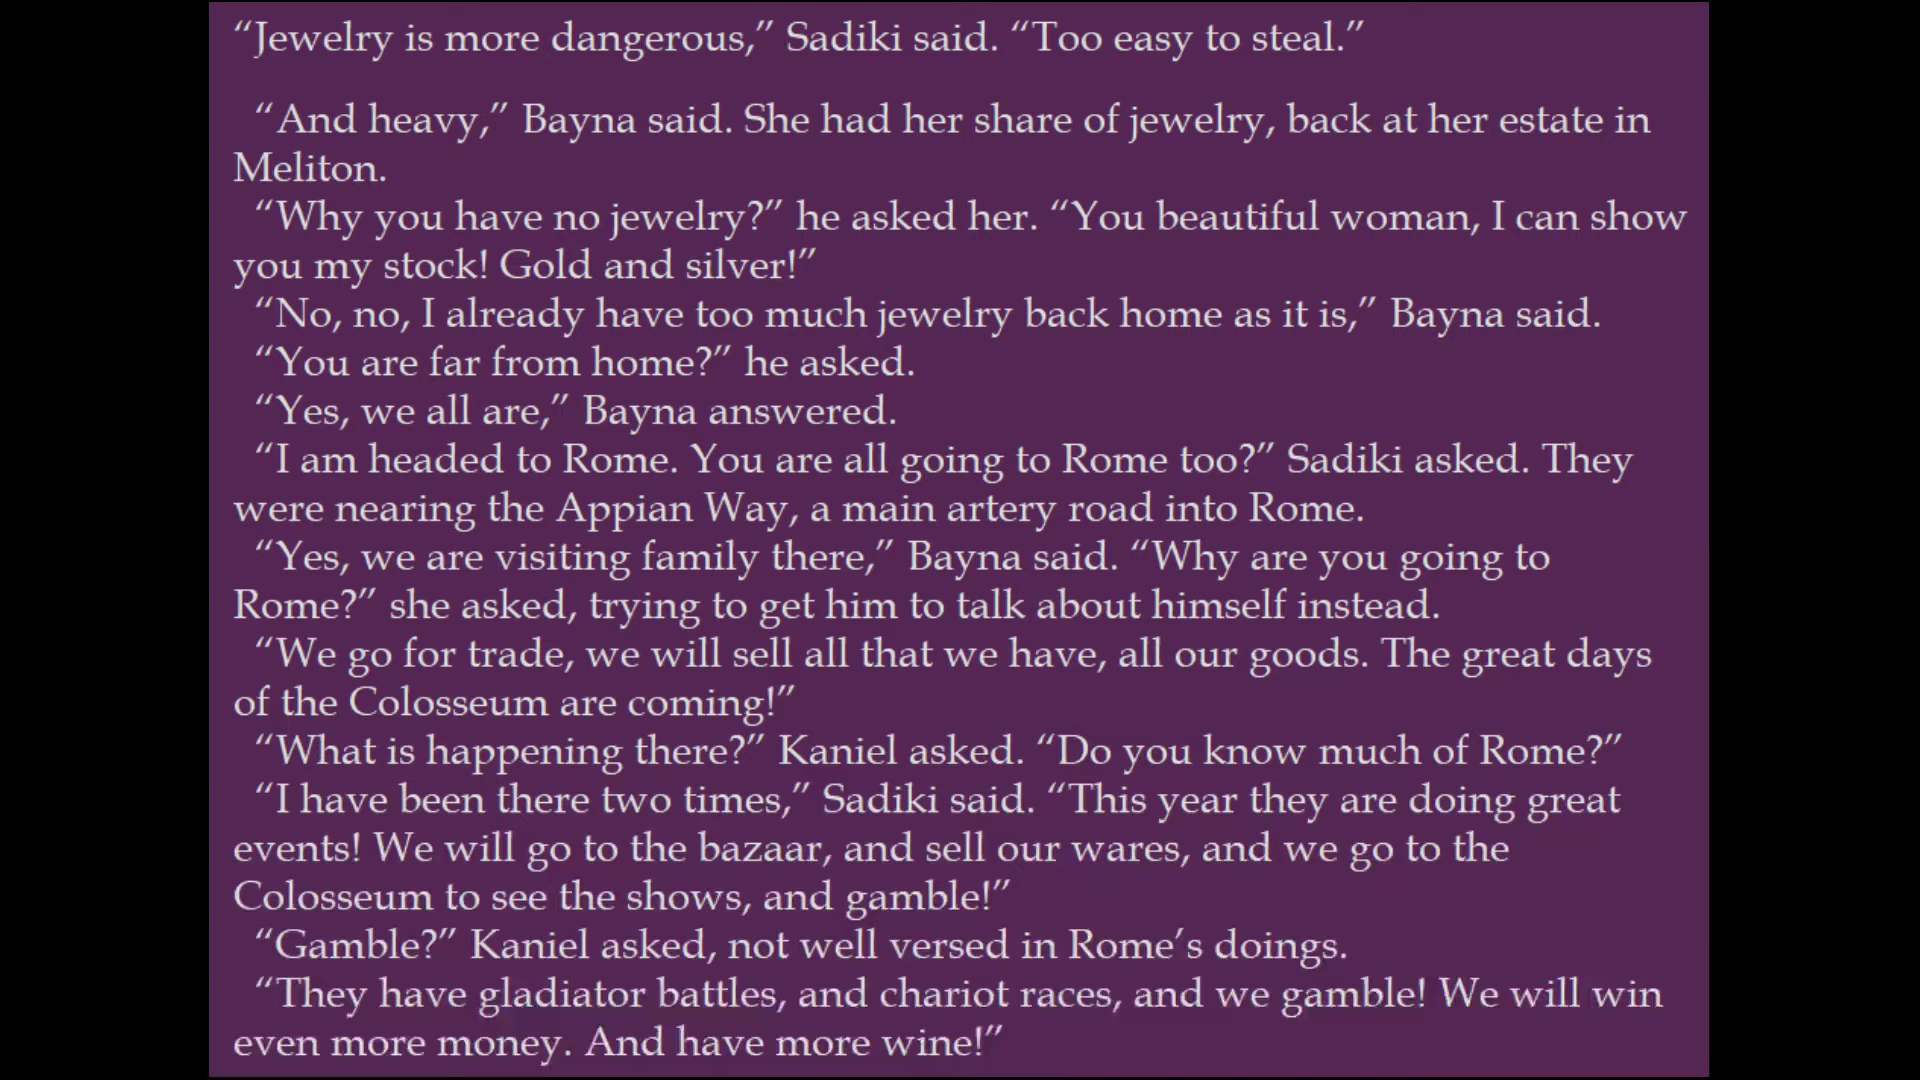 “Jewelry is more dangerous,” Sadiki said. “Too easy to steal.”
“And heavy,” Bayna said. She had her share of jewelry, back at her estate in
Meliton.
“Why you have no jewelry?” he asked her. “You beautiful woman, I can show
you my stock! Gold and silver!”
“No, no, I already have too much jewelry back home as it is,” Bayna said.
“You are far from home?” he asked.
“Yes, we all are,” Bayna answered.
“I am headed to Rome. You are all going to Rome too?” Sadiki asked. They
were nearing the Appian Way, a main artery road into Rome.
“Yes, we are visiting family there,” Bayna said. “Why are you going to
Rome?” she asked, trying to get him to talk about himself instead.
“We go for trade, we will sell all that we have, all our goods. The great days
of the Colosseum are coming!”
“What is happening there?” Kaniel asked. “Do you know much of Rome?”
“I have been there two times,” Sadiki said. “This year they are doing great
events! We will go to the bazaar, and sell our wares, and we go to the
Colosseum to see the shows, and gamble!”
“Gamble?” Kaniel asked, not well versed in Rome’s doings.
“They have gladiator battles, and chariot races, and we gamble! We will win
even more money. And have more wine!”